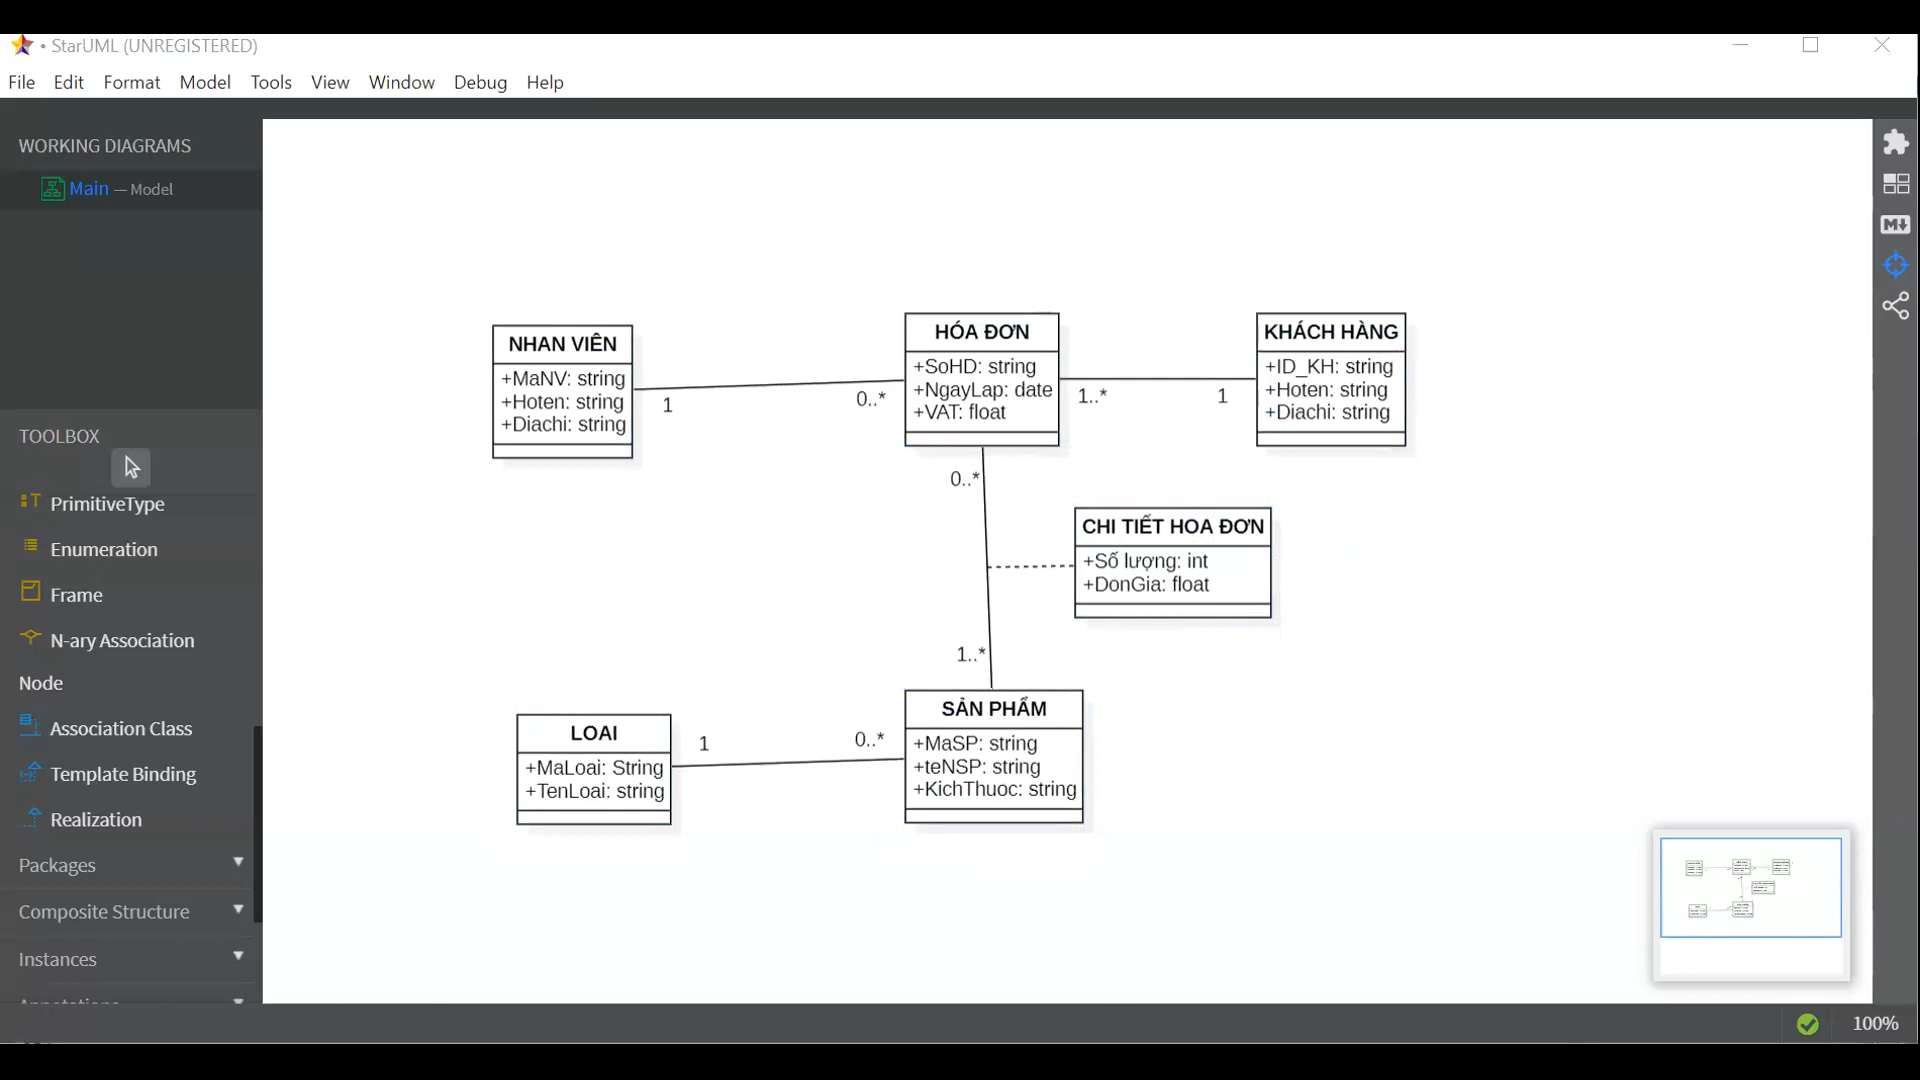 • StarUML (UNREGISTERED)
File Edit Format Model Tools View Window Debug Help
WORKING DIAGRAMS
Main — Model
TOOLBOX
PrimitiveType
Enumeration
Frame
N-ary Association
Node
Association Class
Template Binding
Realization
Packages
Composite Structure
Instances
Annotations
NHAN VIÊN
+MaNV: string
+Hoten: string
+Diachi: string
1
0..*
HÓA ĐƠN
+SoHD: string
+NgayLap: date
+VAT: float
1..*
1
KHÁCH HÀNG
+ID_KH: string
+Hoten: string
+Diachi: string
0..*
CHI TIẾT HOA ĐƠN
+Số lượng: int
+DonGia: float
1..*
LOAI
+MaLoai: String
+TenLoai: string
1
0..*
SẢN PHẨM
+MaSP: string
+teNSP: string
+KichThuoc: string
M
100%